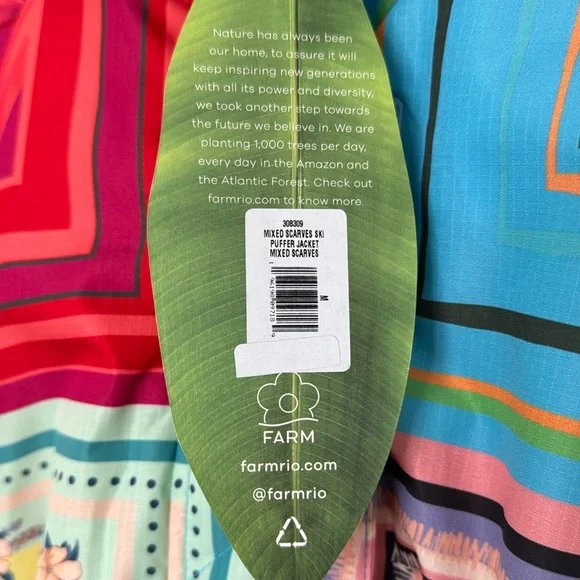 Nature has always been
our home, to assure it will
keep inspiring new generations
with all its power and diversity,
we took another step towards
the future we believe in. We are
planting 1,000 trees per day,
every day in the Amazon and
the Atlantic Forest. Check out
farmrio.com to know more.
308309
MIXED SCARVES SKI
PUFFER JACKET
MIXED SCARVES
M
FARM
farmrio.com
@farmrio